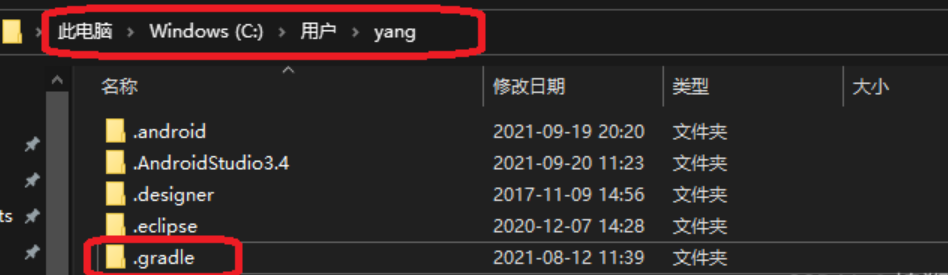 此电脑 > Windows (C:) > 用户 > yang
名称 修改日期 类型 大小
.android 2021-09-19 20:20 文件夹
.AndroidStudio3.4 2021-09-20 11:23 文件夹
.designer 2017-11-09 14:56 文件夹
ts .eclipse 2020-12-07 14:28 文件夹
.gradle 2021-08-12 11:39 文件夹